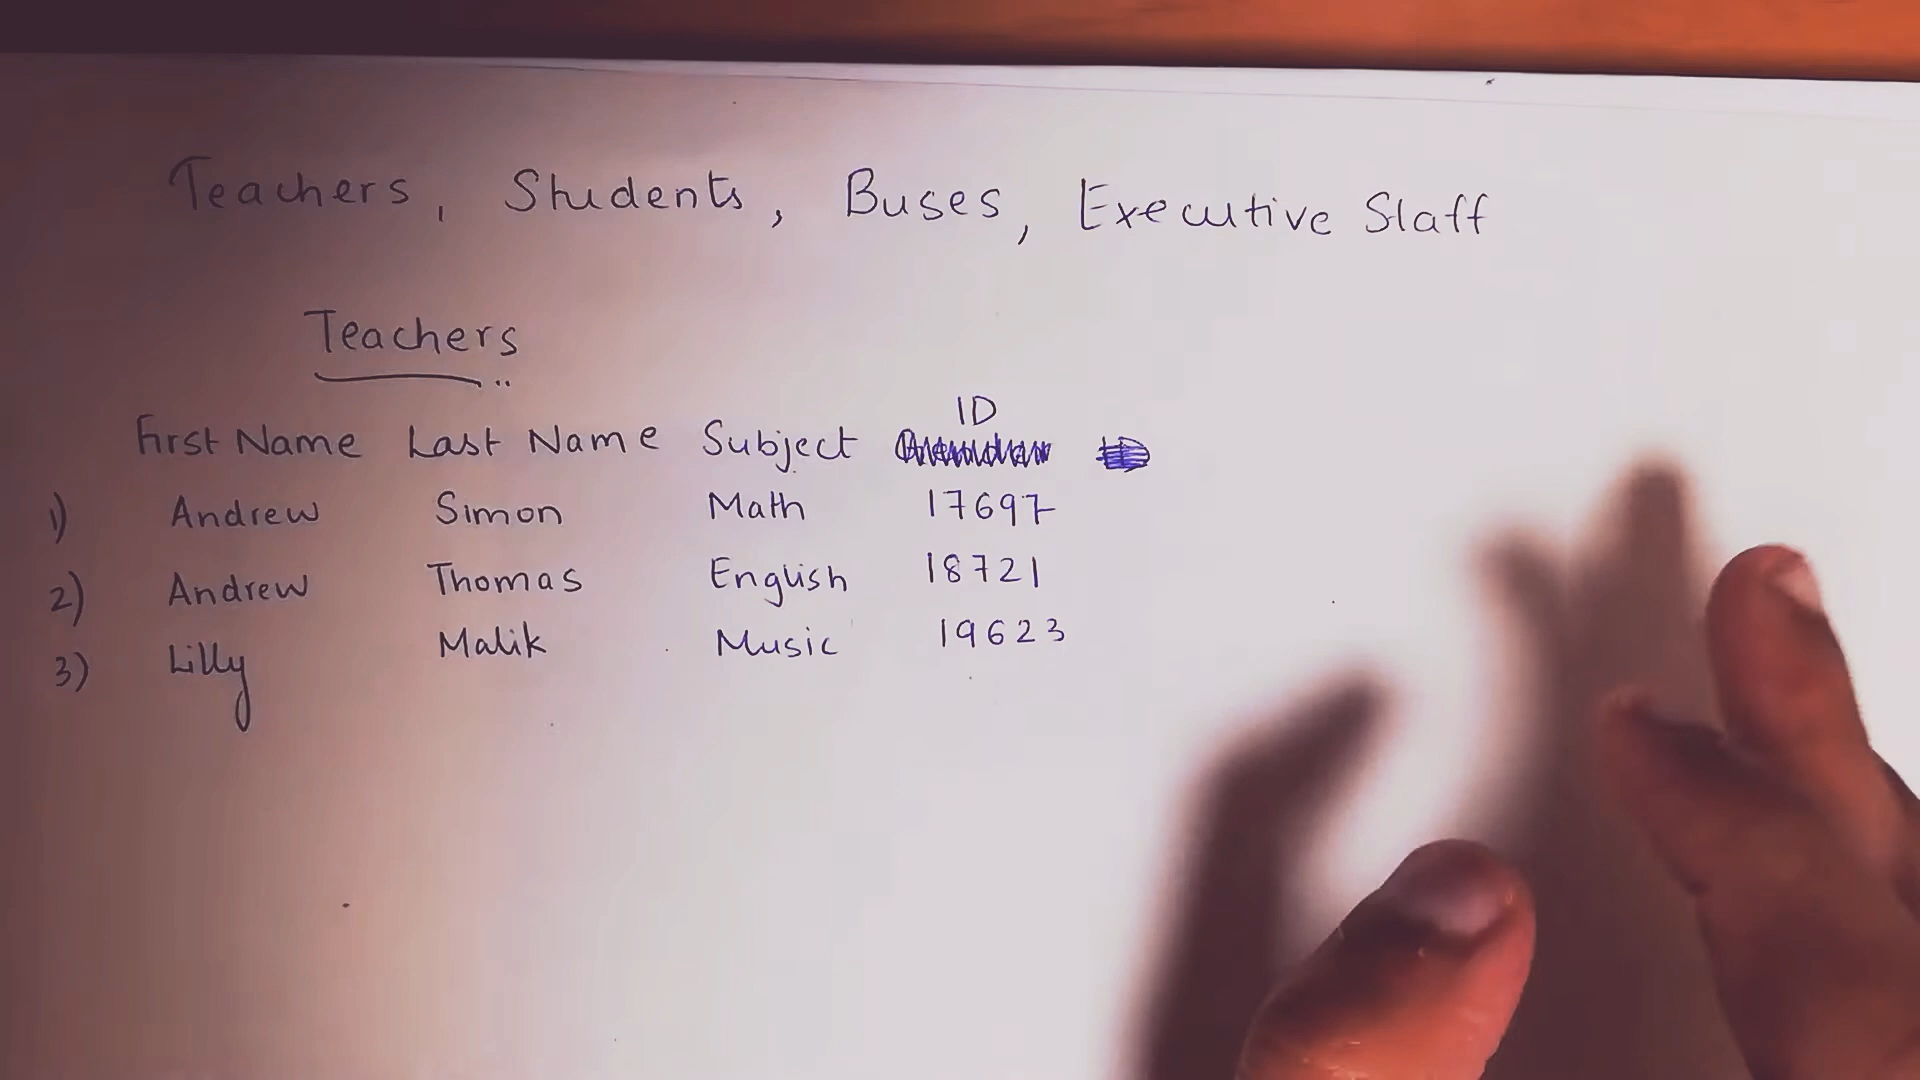 Teachers, Students, Buses, Executive Staff
Teachers
First Name Last Name Subject ID
1) Andrew Simon Math 17697
2) Andrew Thomas English 18721
3) Lilly Malik Music 19623